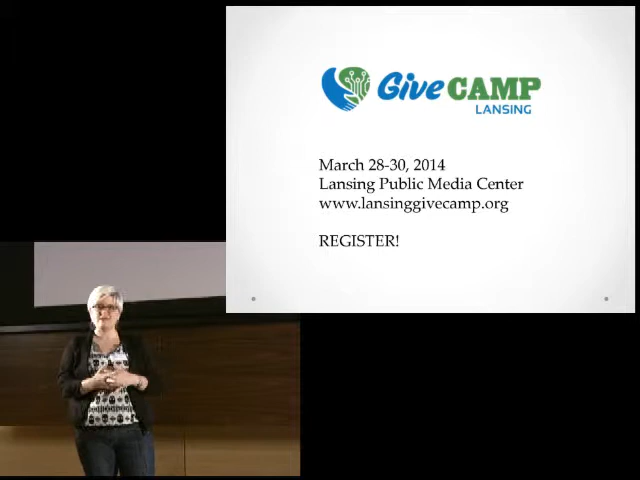 Give CAMP
LANSING
March 28-30, 2014
Lansing Public Media Center
www.lansinggivecamp.org
REGISTER!